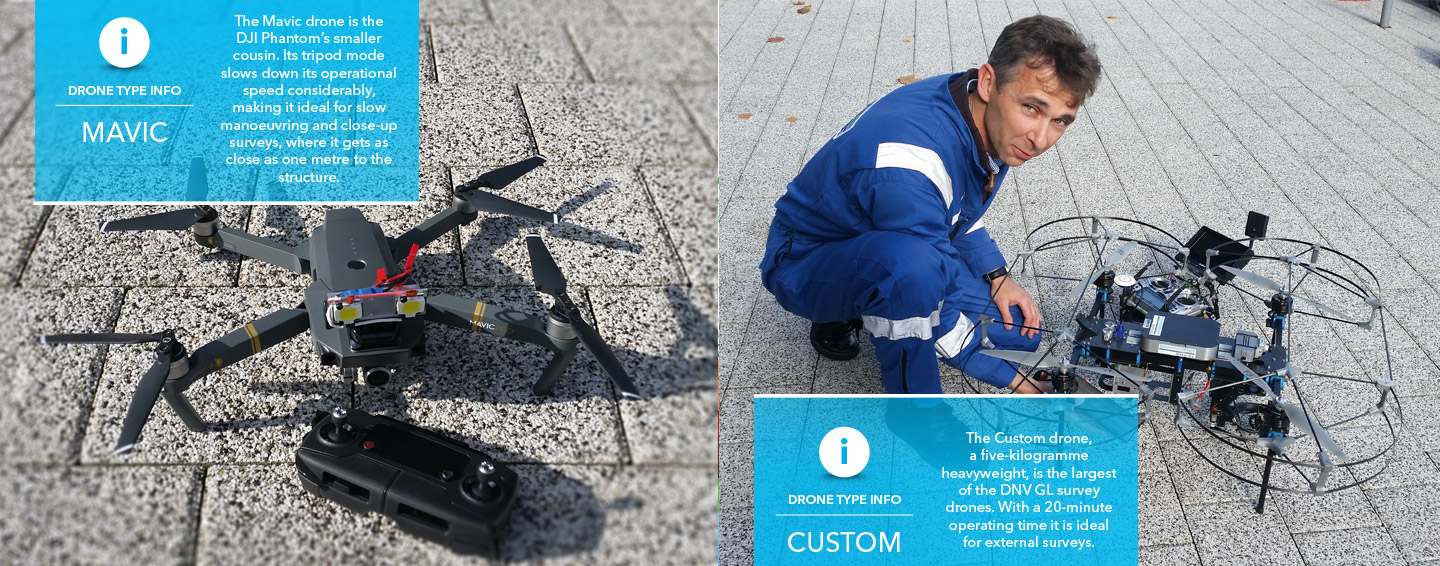 i
DRONE TYPE INFO
MAVIC
The Mavic drone is the
DJI Phantom's smaller
cousin. Its tripod mode
slows down its operational
speed considerably,
making it ideal for slow
manoeuvring and close-up
surveys, where it gets as
close as one metre to the
structure.
MAVIC
i
DRONE TYPE INFO
CUSTOM
The Custom drone,
a five-kilogramme
heavyweight, is the largest
of the DNV GL survey
drones. With a 20-minute
operating time it is ideal
for external surveys.